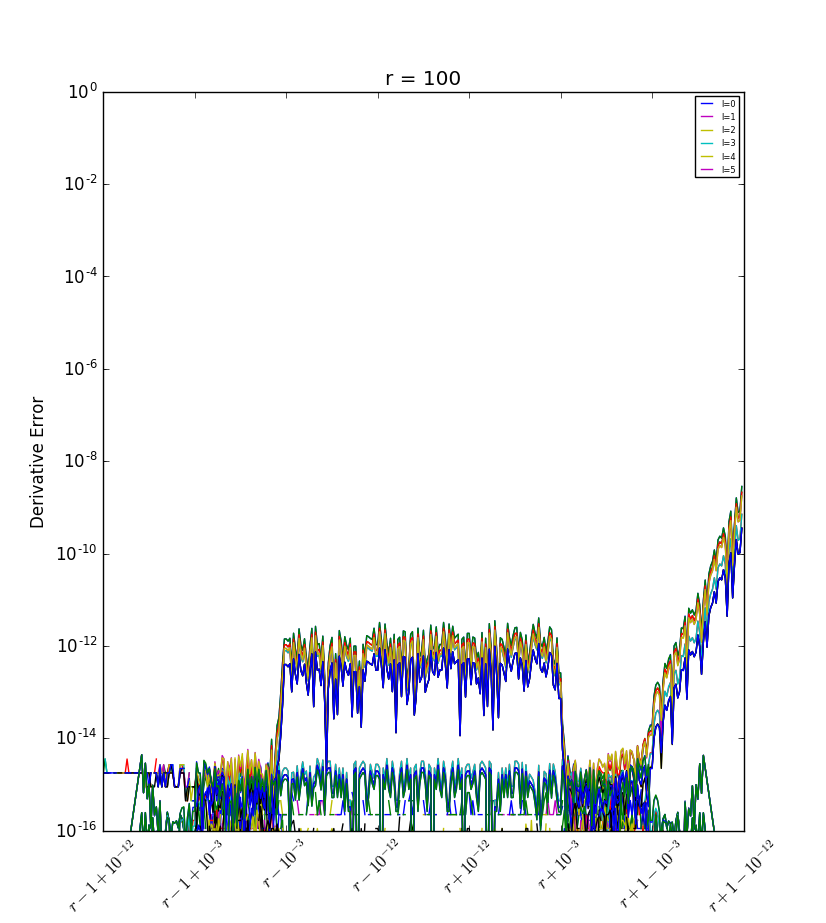 r = 100
10^0
10^-2
10^-4
10^-6
10^-8
10^-10
10^-12
10^-14
10^-16
Derivative Error
l=0
l=1
l=2
l=3
l=4
l=5
r − 1 + 10^−12
r − 1 + 10^−3
r − 10^−3
r − 10^−12
r + 10^−12
r + 10^−3
r + 1 − 10^−3
r + 1 − 10^−12